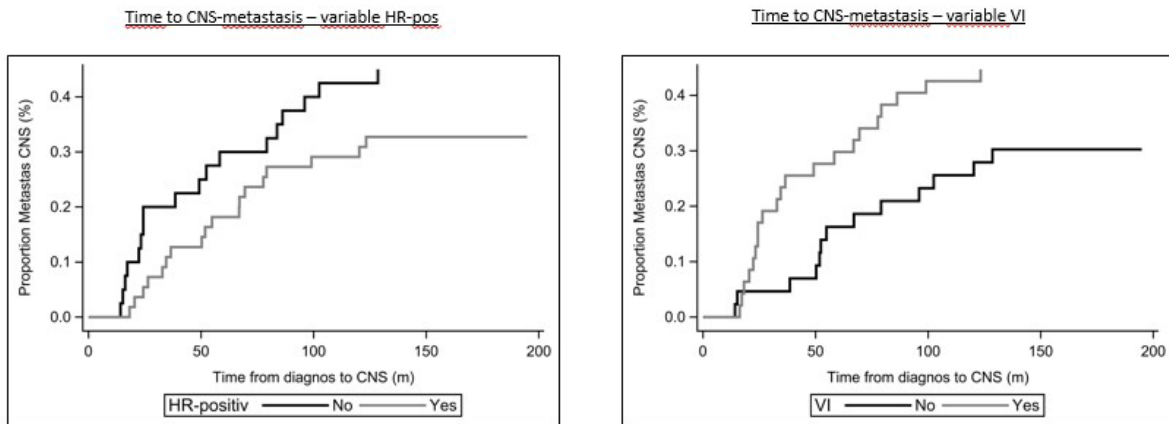 Time to CNS-metastasis – variable HR-pos
Proportion Metastas CNS (%)
0.4
0.3
0.2
0.1
0.0
0 50 100 150 200
Time from diagnos to CNS (m)
HR-positiv No Yes
Time to CNS-metastasis – variable VI
Proportion Metastas CNS (%)
0.4
0.3
0.2
0.1
0.0
0 50 100 150 200
Time from diagnos to CNS (m)
VI No Yes